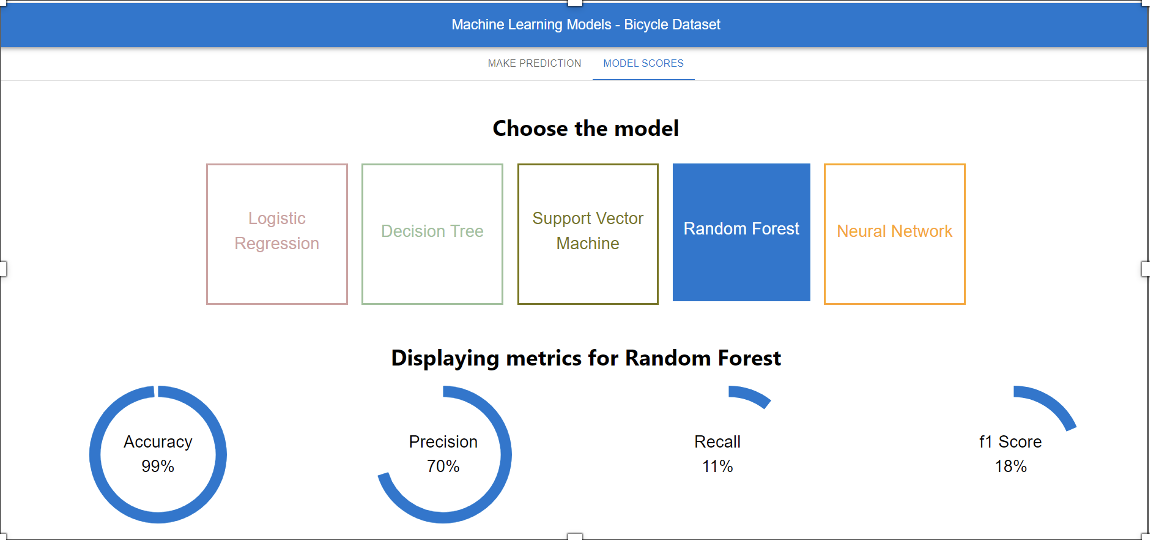 Machine Learning Models - Bicycle Dataset
MAKE PREDICTION
MODEL SCORES
Choose the model
Logistic
Regression
Decision Tree
Support Vector
Machine
Random Forest
Neural Network
Displaying metrics for Random Forest
Accuracy
99%
Precision
70%
Recall
11%
f1 Score
18%